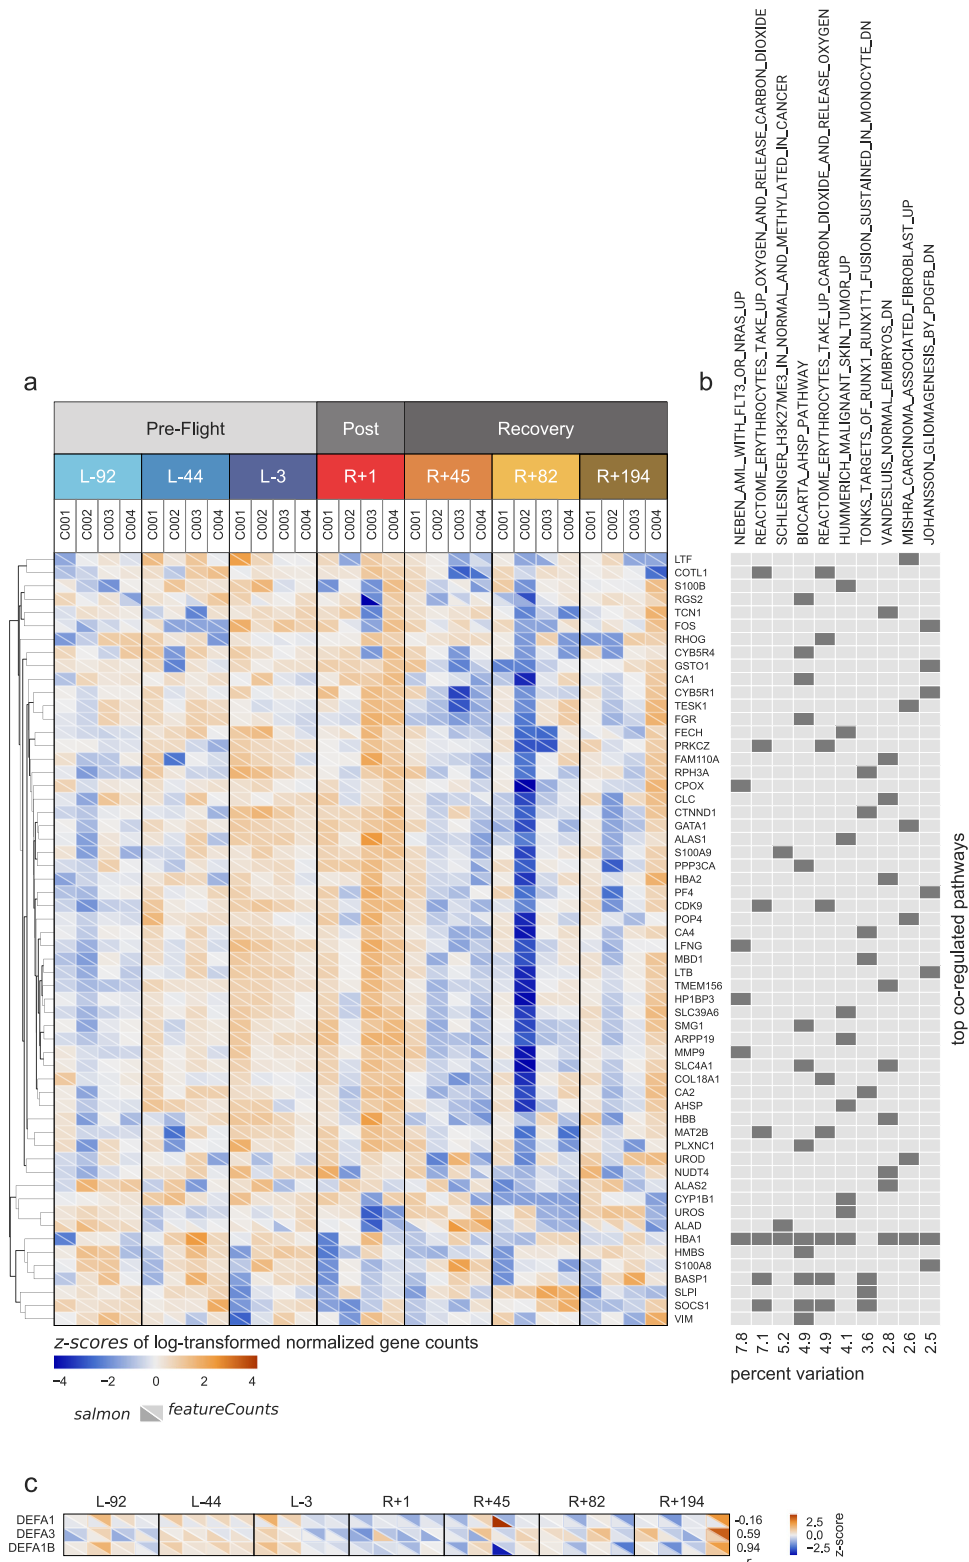 NEBEN_AML_WITH_FLT3_OR_NRAS_UP
REACTOME_ERYTHROCYTES_TAKE_UP_OXYGEN_AND_RELEASE_CARBON_DIOXIDE
SCHLESINGER_H3K27ME3_IN_NORMAL_AND_METHYLATED_IN_CANCER
BIOCARTA_AHSP_PATHWAY
REACTOME_ERYTHROCYTES_TAKE_UP_CARBON_DIOXIDE_AND_RELEASE_OXYGEN
HUMMERICH_MALIGNANT_SKIN_TUMOR_UP
TONKS_TARGETS_OF_RUNX1_RUNX1T1_FUSION_SUSTAINED_IN_MONOCYTE_DN
VANDESLUIS_NORMAL_EMBRYOS_DN
MISHRA_CARCINOMA_ASSOCIATED_FIBROBLAST_UP
JOHANSSON_GLIOMAGENESIS_BY_PDGFB_DN
a
b
Pre-Flight Post Recovery
L-92 L-44 L-3 R+1 R+45 R+82 R+194
C001 C002 C003 C004 C001 C002 C003 C004 C001 C002 C003 C004 C001 C002 C003 C004 C001 C002 C003 C004 C001 C002 C003 C004 C001 C002 C003 C004
LTF
COTL1
S100B
RGS2
TCN1
FOS
RHOG
CYB5R4
GSTO1
CA1
CYB5R1
TESK1
FGR
FECH
PRKCZ
FAM110A
RPH3A
CPOX
CLC
CTNND1
GATA1
ALAS1
S100A9
PPP3CA
HBA2
PF4
CDK9
POP4
CA4
LFNG
MBD1
LTB
TMEM156
HP1BP3
SLC39A6
SMG1
ARPP19
MMP9
SLC4A1
COL18A1
CA2
AHSP
HBB
MAT2B
PLXNC1
UROD
NUDT4
ALAS2
CYP1B1
UROS
ALAD
HBA1
HMBS
S100A8
BASP1
SLPI
SOCS1
VIM
top co-regulated pathways
7.8 7.1 5.2 4.9 4.9 4.1 3.6 2.8 2.6 2.5
percent variation
z-scores of log-transformed normalized gene counts
−4 −2 0 2 4
salmon featureCounts
c
L-92 L-44 L-3 R+1 R+45 R+82 R+194
DEFA1 -0.16
DEFA3 0.59
DEFA1B 0.94
r
2.5
−2.5
z-score